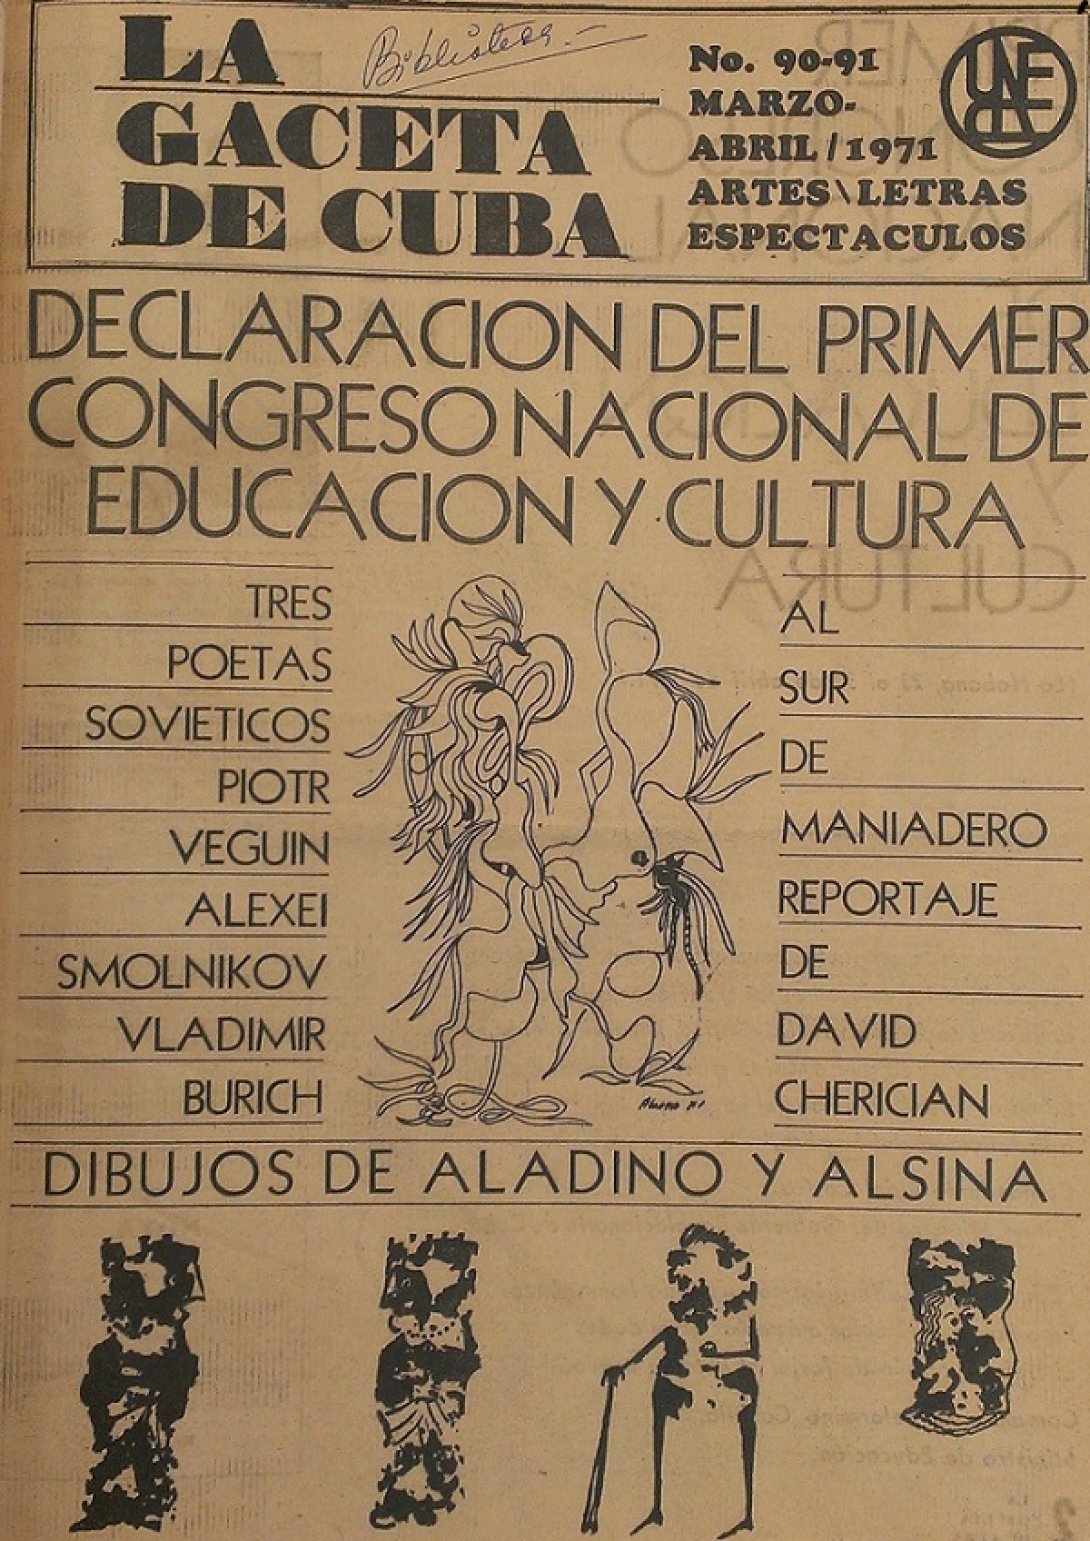 LA
Biblioteca.-
GACETA
DE CUBA
No. 90-91
MARZO-
ABRIL/1971
ARTES\LETRAS
ESPECTACULOS
UNEAC
DECLARACION DEL PRIMER
CONGRESO NACIONAL DE
EDUCACION Y CULTURA
TRES
POETAS
SOVIETICOS
PIOTR
VEGUIN
ALEXEI
SMOLNIKOV
VLADIMIR
BURICH
AL
SUR
DE
MANIADERO
REPORTAJE
DE
DAVID
CHERICIAN
DIBUJOS DE ALADINO Y ALSINA